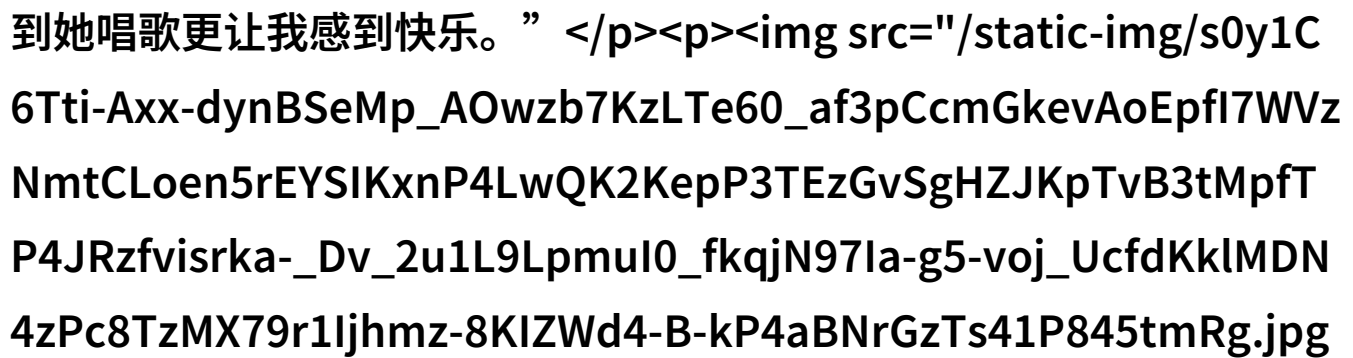 到她唱歌更让我感到快乐。”</p><p><img src="/static-img/s0y1C
6Tti-Axx-dynBSeMp_AOwzb7KzLTe60_af3pCcmGkevAoEpfI7WVz
NmtCLoen5rEYSIKxnP4LwQK2KepP3TEzGvSgHZJKpTvB3tMpfT
P4JRzfvisrka-_Dv_2u1L9LpmuI0_fkqjN97Ia-g5-voj_UcfdKklMDN
4zPc8TzMX79r1Ijhmz-8KIZWd4-B-kP4aBNrGzTs41P845tmRg.jpg